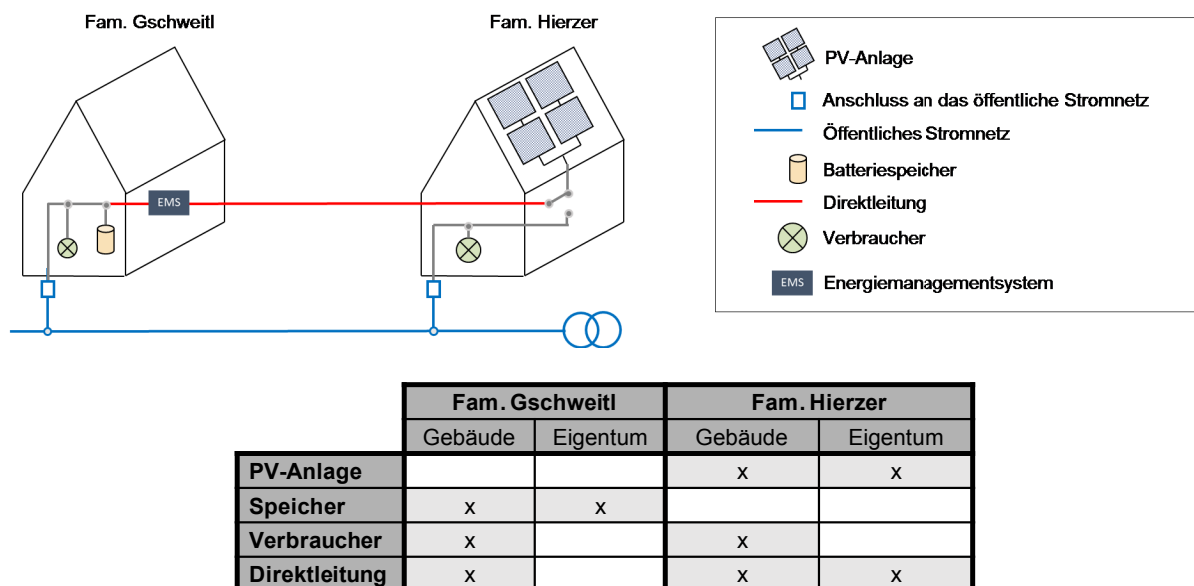 Fam. Gschweitl
Fam. Hierzer
EMS
PV-Anlage
Anschluss an das öffentliche Stromnetz
Öffentliches Stromnetz
Batteriespeicher
Direktleitung
Verbraucher
EMS Energiemanagementsystem
Fam. Gschweitl Fam. Hierzer
Gebäude Eigentum Gebäude Eigentum
PV-Anlage x x
Speicher x x
Verbraucher x x
Direktleitung x x x